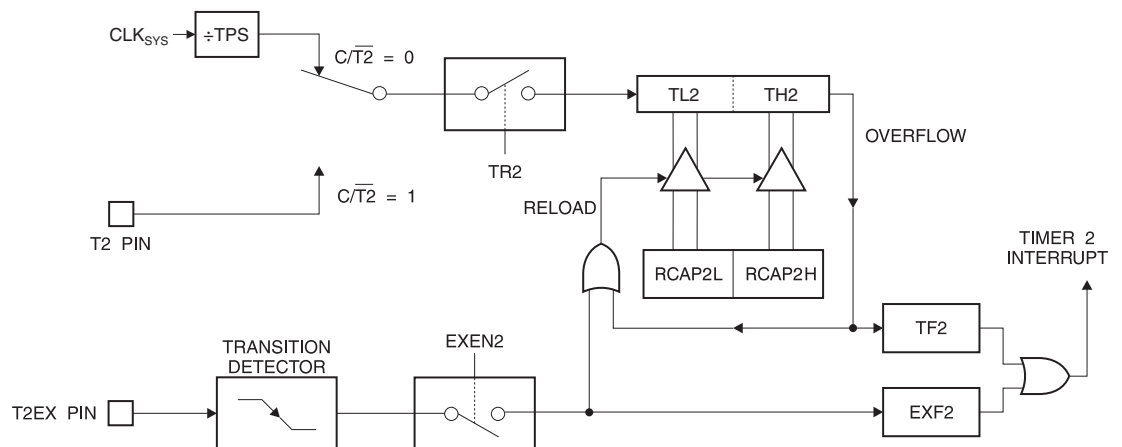 CLKSYS
÷TPS
C/T2 = 0
TL2
TH2
OVERFLOW
TR2
C/T2 = 1
T2 PIN
RELOAD
RCAP2L
RCAP2H
TIMER 2
INTERRUPT
TF2
TRANSITION
DETECTOR
EXEN2
T2EX PIN
EXF2